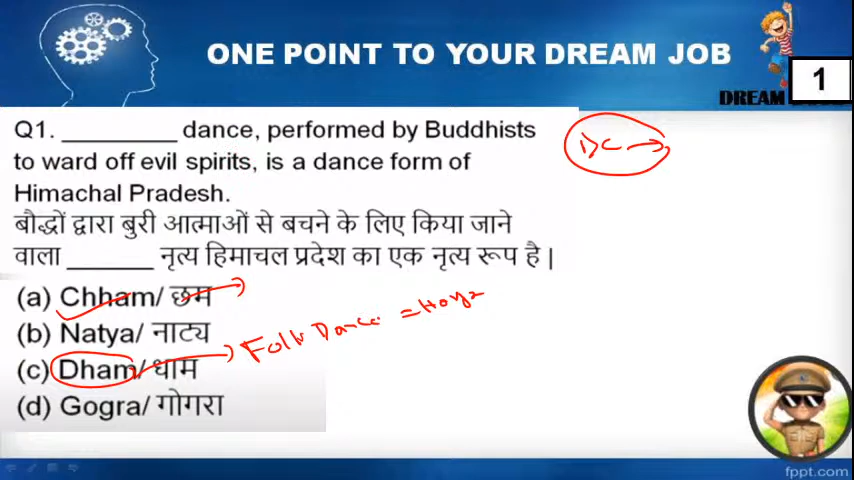 ONE POINT TO YOUR DREAM JOB
1
DREAM
Q1. _________ dance, performed by Buddhists
to ward off evil spirits, is a dance form of
Himachal Pradesh.
बौद्धों द्वारा बुरी आत्माओं से बचने के लिए किया जाने
वाला _______ नृत्य हिमाचल प्रदेश का एक नृत्य रूप है |
(a) Chham/ छम
(b) Natya/ नाट्य
(c) Dham/ धाम
(d) Gogra/ गोगरा
Folk Dance =
fppt.com